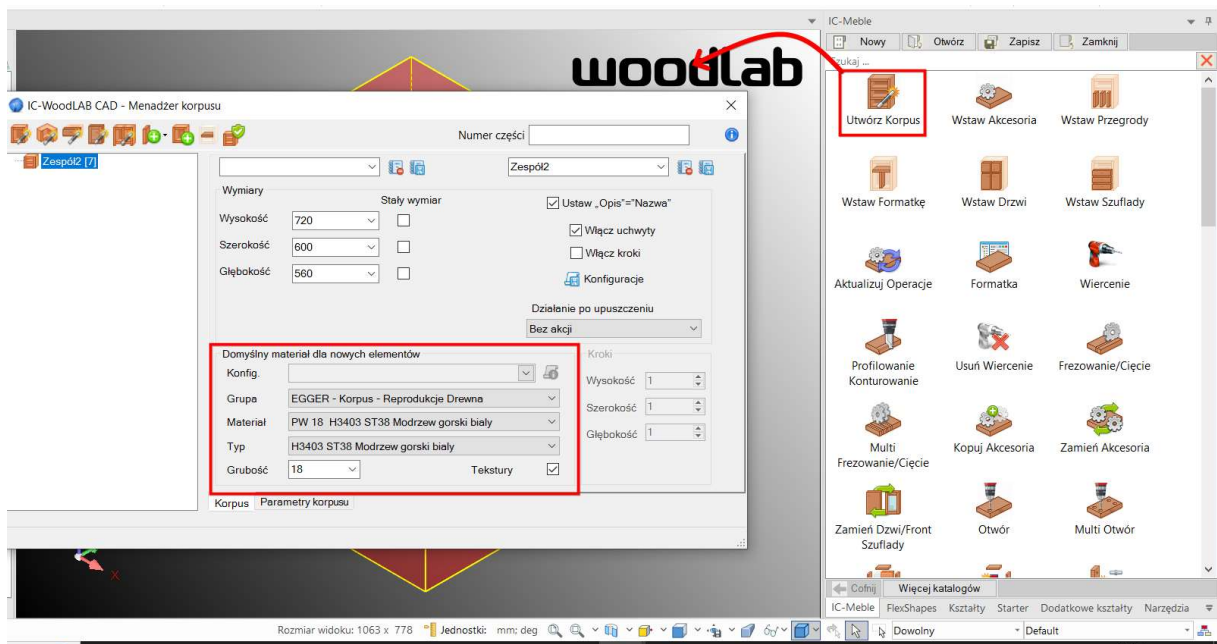 IC-Meble
Nowy Otwórz Zapisz Zamknij
zukaj ...
woodLab
Utwórz Korpus Wstaw Akcesoria Wstaw Przegrody
Wstaw Formatkę Wstaw Drzwi Wstaw Szuflady
Aktualizuj Operacje Formatka Wiercenie
Profilowanie Konturowanie
Usuń Wiercenie Frezowanie/Cięcie
Multi Frezowanie/Cięcie
Kopiuj Akcesoria Zamień Akcesoria
Zamień Dzwi/Front Szuflady
Otwór Multi Otwór
Cofnij Więcej katalogów
IC-Meble FlexShapes Kształty Starter Dodatkowe kształty Narzędzia
IC-WoodLAB CAD - Menadżer korpusu
Numer części
Zespół2 [7]
Zespół2
Wymiary
Stały wymiar
Wysokość 720
Szerokość 600
Głębokość 560
Ustaw „Opis"="Nazwa"
Włącz uchwyty
Włącz kroki
Konfiguracje
Działanie po upuszczeniu
Bez akcji
Domyślny materiał dla nowych elementów
Konfig.
Grupa EGGER - Korpus - Reprodukcje Drewna
Materiał PW 18 H3403 ST38 Modrzew gorski bialy
Typ H3403 ST38 Modrzew gorski bialy
Grubość 18 Tekstury
Kroki
Wysokość 1
Szerokość 1
Głębokość 1
Korpus Parametry korpusu
X
Rozmiar widoku: 1063 x 778 Jednostki: mm; deg Dowolny Default